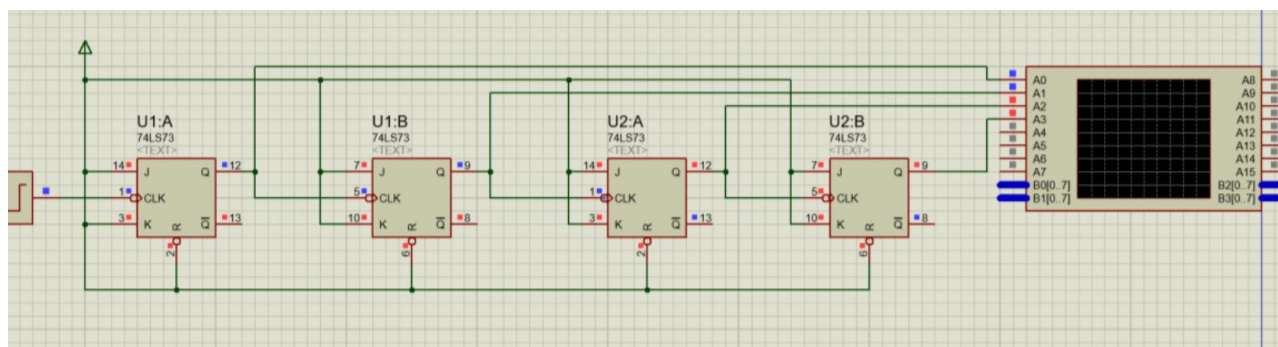 U1:A
74LS73
<TEXT>
14
J
Q
12
1
CLK
3
K
Q
13
R
2
U1:B
74LS73
<TEXT>
7
J
Q
9
5
CLK
10
K
Q
8
R
6
U2:A
74LS73
<TEXT>
14
J
Q
12
1
CLK
3
K
Q
13
R
2
U2:B
74LS73
<TEXT>
7
J
Q
9
5
CLK
10
K
Q
8
R
6
A0
A1
A2
A3
A4
A5
A6
A7
B0[0..7]
B1[0..7]
A8
A9
A10
A11
A12
A13
A14
A15
B2[0..7]
B3[0..7]